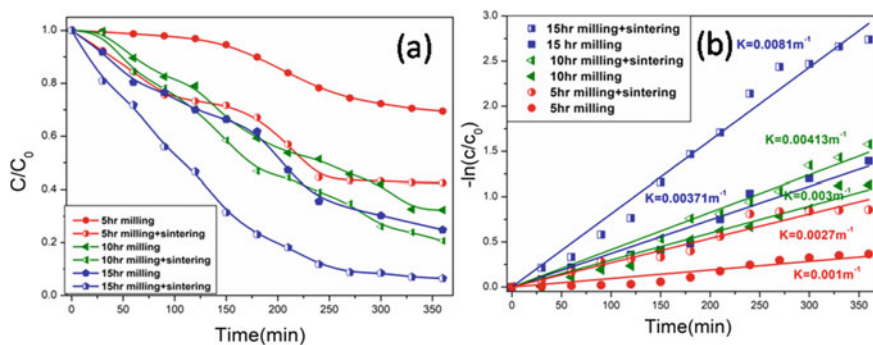 (a)
C/C0
1.0
0.8
0.6
0.4
0.2
0.0
5hr milling
5hr milling+sintering
10hr milling
10hr milling+sintering
15hr milling
15hr milling+sintering
0 50 100 150 200 250 300 350
Time(min)
(b)
-ln(c/c0)
3.0
2.5
2.0
1.5
1.0
0.5
0.0
15hr milling+sintering
15 hr milling
10hr milling+sintering
10hr milling
5hr milling+sintering
5hr milling
K=0.0081m-1
K=0.00413m-1
K=0.00371m-1
K=0.003m-1
K=0.0027m-1
K=0.001m-1
0 50 100 150 200 250 300 350
Time(min)